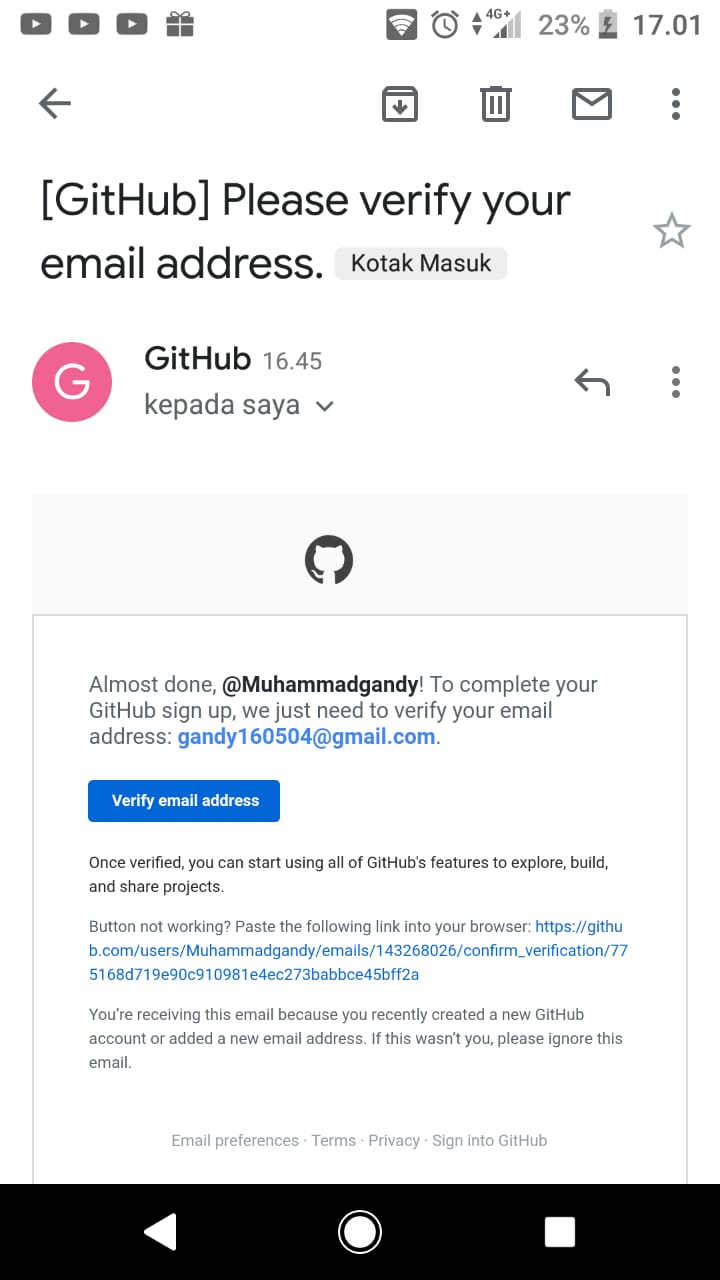 4G+ 23% 17.01
[GitHub] Please verify your
email address. Kotak Masuk
G
GitHub 16.45
kepada saya
Almost done, @Muhammadgandy! To complete your
GitHub sign up, we just need to verify your email
address: gandy160504@gmail.com.
Verify email address
Once verified, you can start using all of GitHub's features to explore, build,
and share projects.
Button not working? Paste the following link into your browser: https://githu
b.com/users/Muhammadgandy/emails/143268026/confirm_verification/77
5168d719e90c910981e4ec273babbce45bff2a
You’re receiving this email because you recently created a new GitHub
account or added a new email address. If this wasn’t you, please ignore this
email.
Email preferences · Terms · Privacy · Sign into GitHub